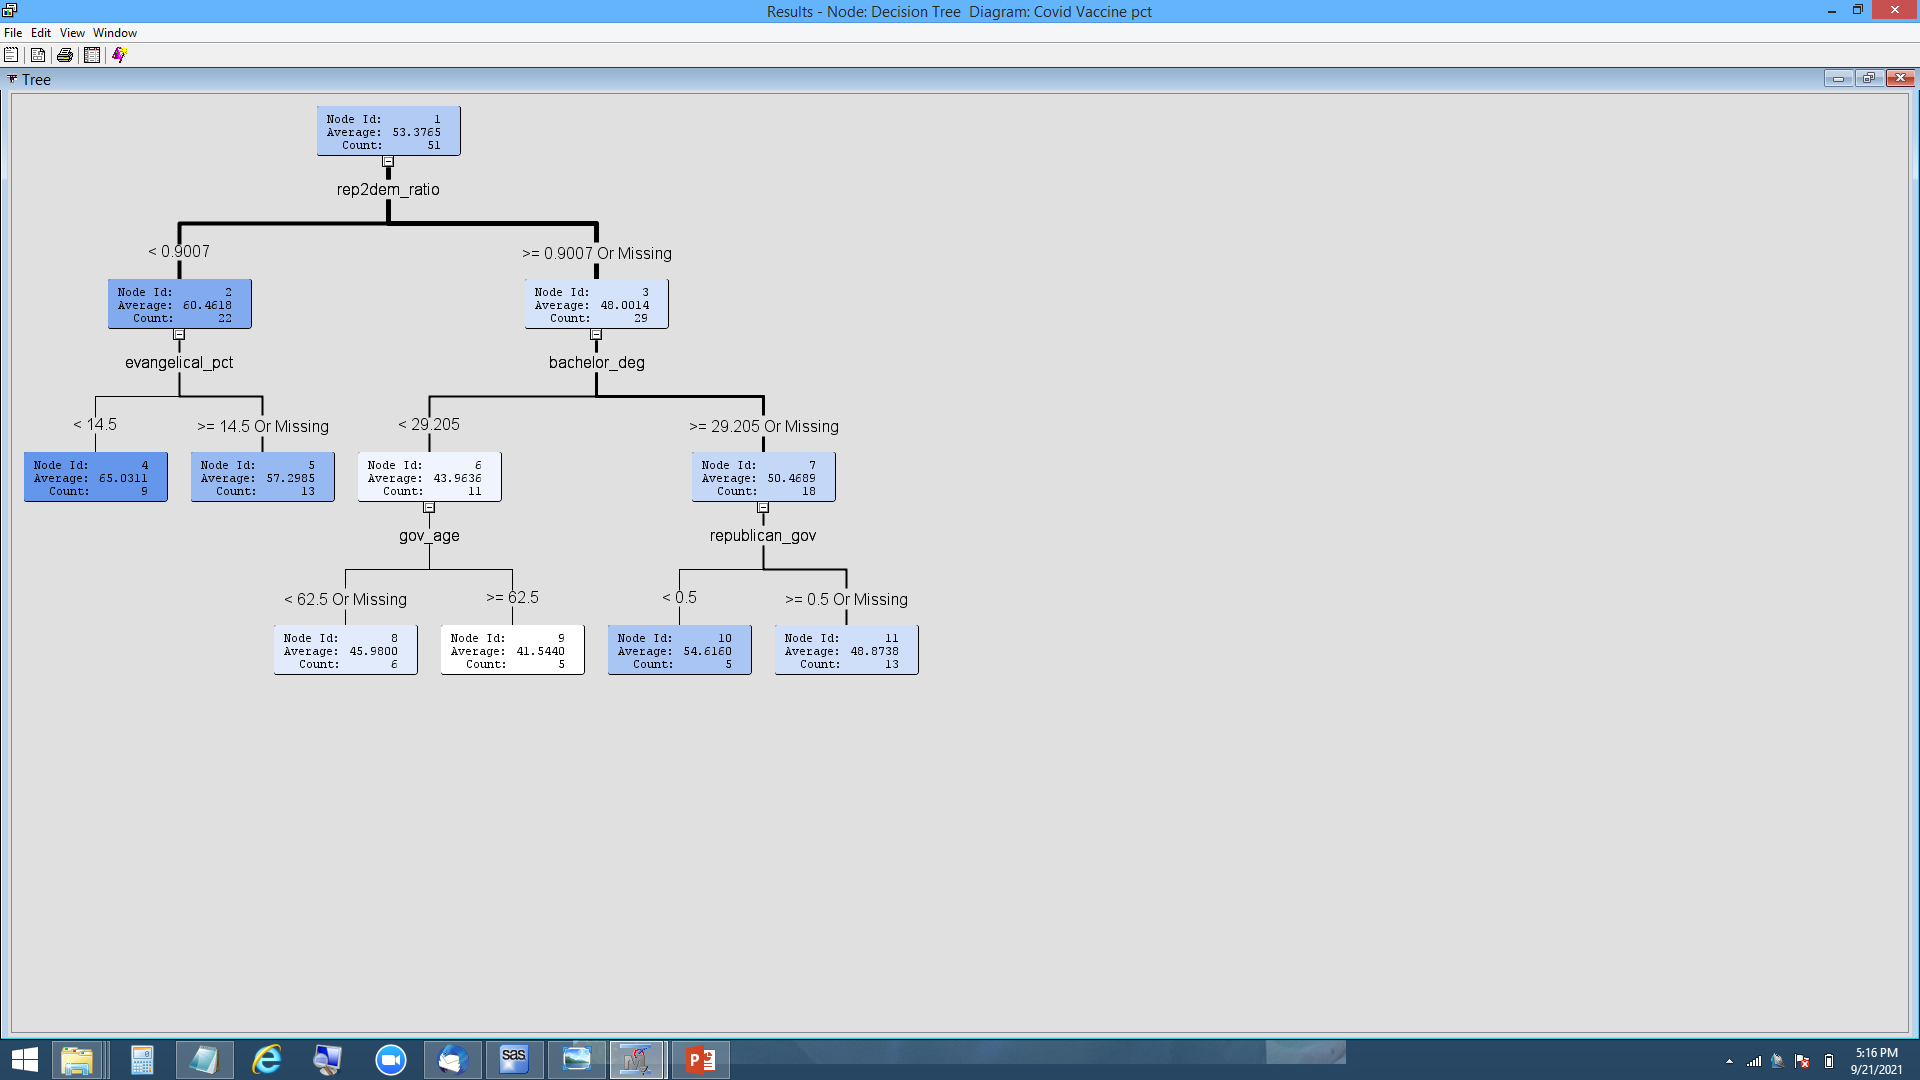 Results - Node: Decision Tree  Diagram: Covid Vaccine pct
File Edit View Window
Tree
Node Id: 1
Average: 53.3765
Count: 51
rep2dem_ratio
< 0.9007
>= 0.9007 Or Missing
Node Id: 2
Average: 60.4618
Count: 22
Node Id: 3
Average: 48.0014
Count: 29
evangelical_pct
bachelor_deg
< 14.5
>= 14.5 Or Missing
< 29.205
>= 29.205 Or Missing
Node Id: 4
Average: 65.0311
Count: 9
Node Id: 5
Average: 57.2985
Count: 13
Node Id: 6
Average: 43.9636
Count: 11
Node Id: 7
Average: 50.4689
Count: 18
gov_age
republican_gov
< 62.5 Or Missing
>= 62.5
< 0.5
>= 0.5 Or Missing
Node Id: 8
Average: 45.9800
Count: 6
Node Id: 9
Average: 41.5440
Count: 5
Node Id: 10
Average: 54.6160
Count: 5
Node Id: 11
Average: 48.8738
Count: 13
sas
P
5:16 PM
9/21/2021